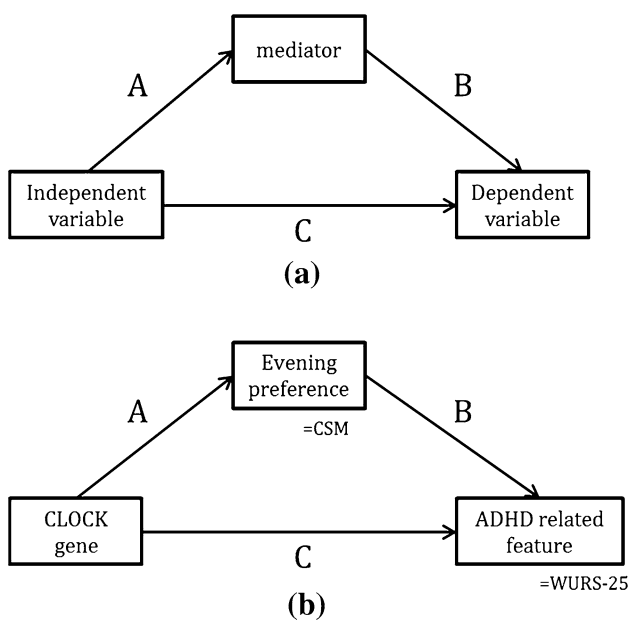 mediator
A
B
Independent
variable
Dependent
variable
C
(a)
Evening
preference
A
B
=CSM
CLOCK
gene
ADHD related
feature
C
=WURS-25
(b)